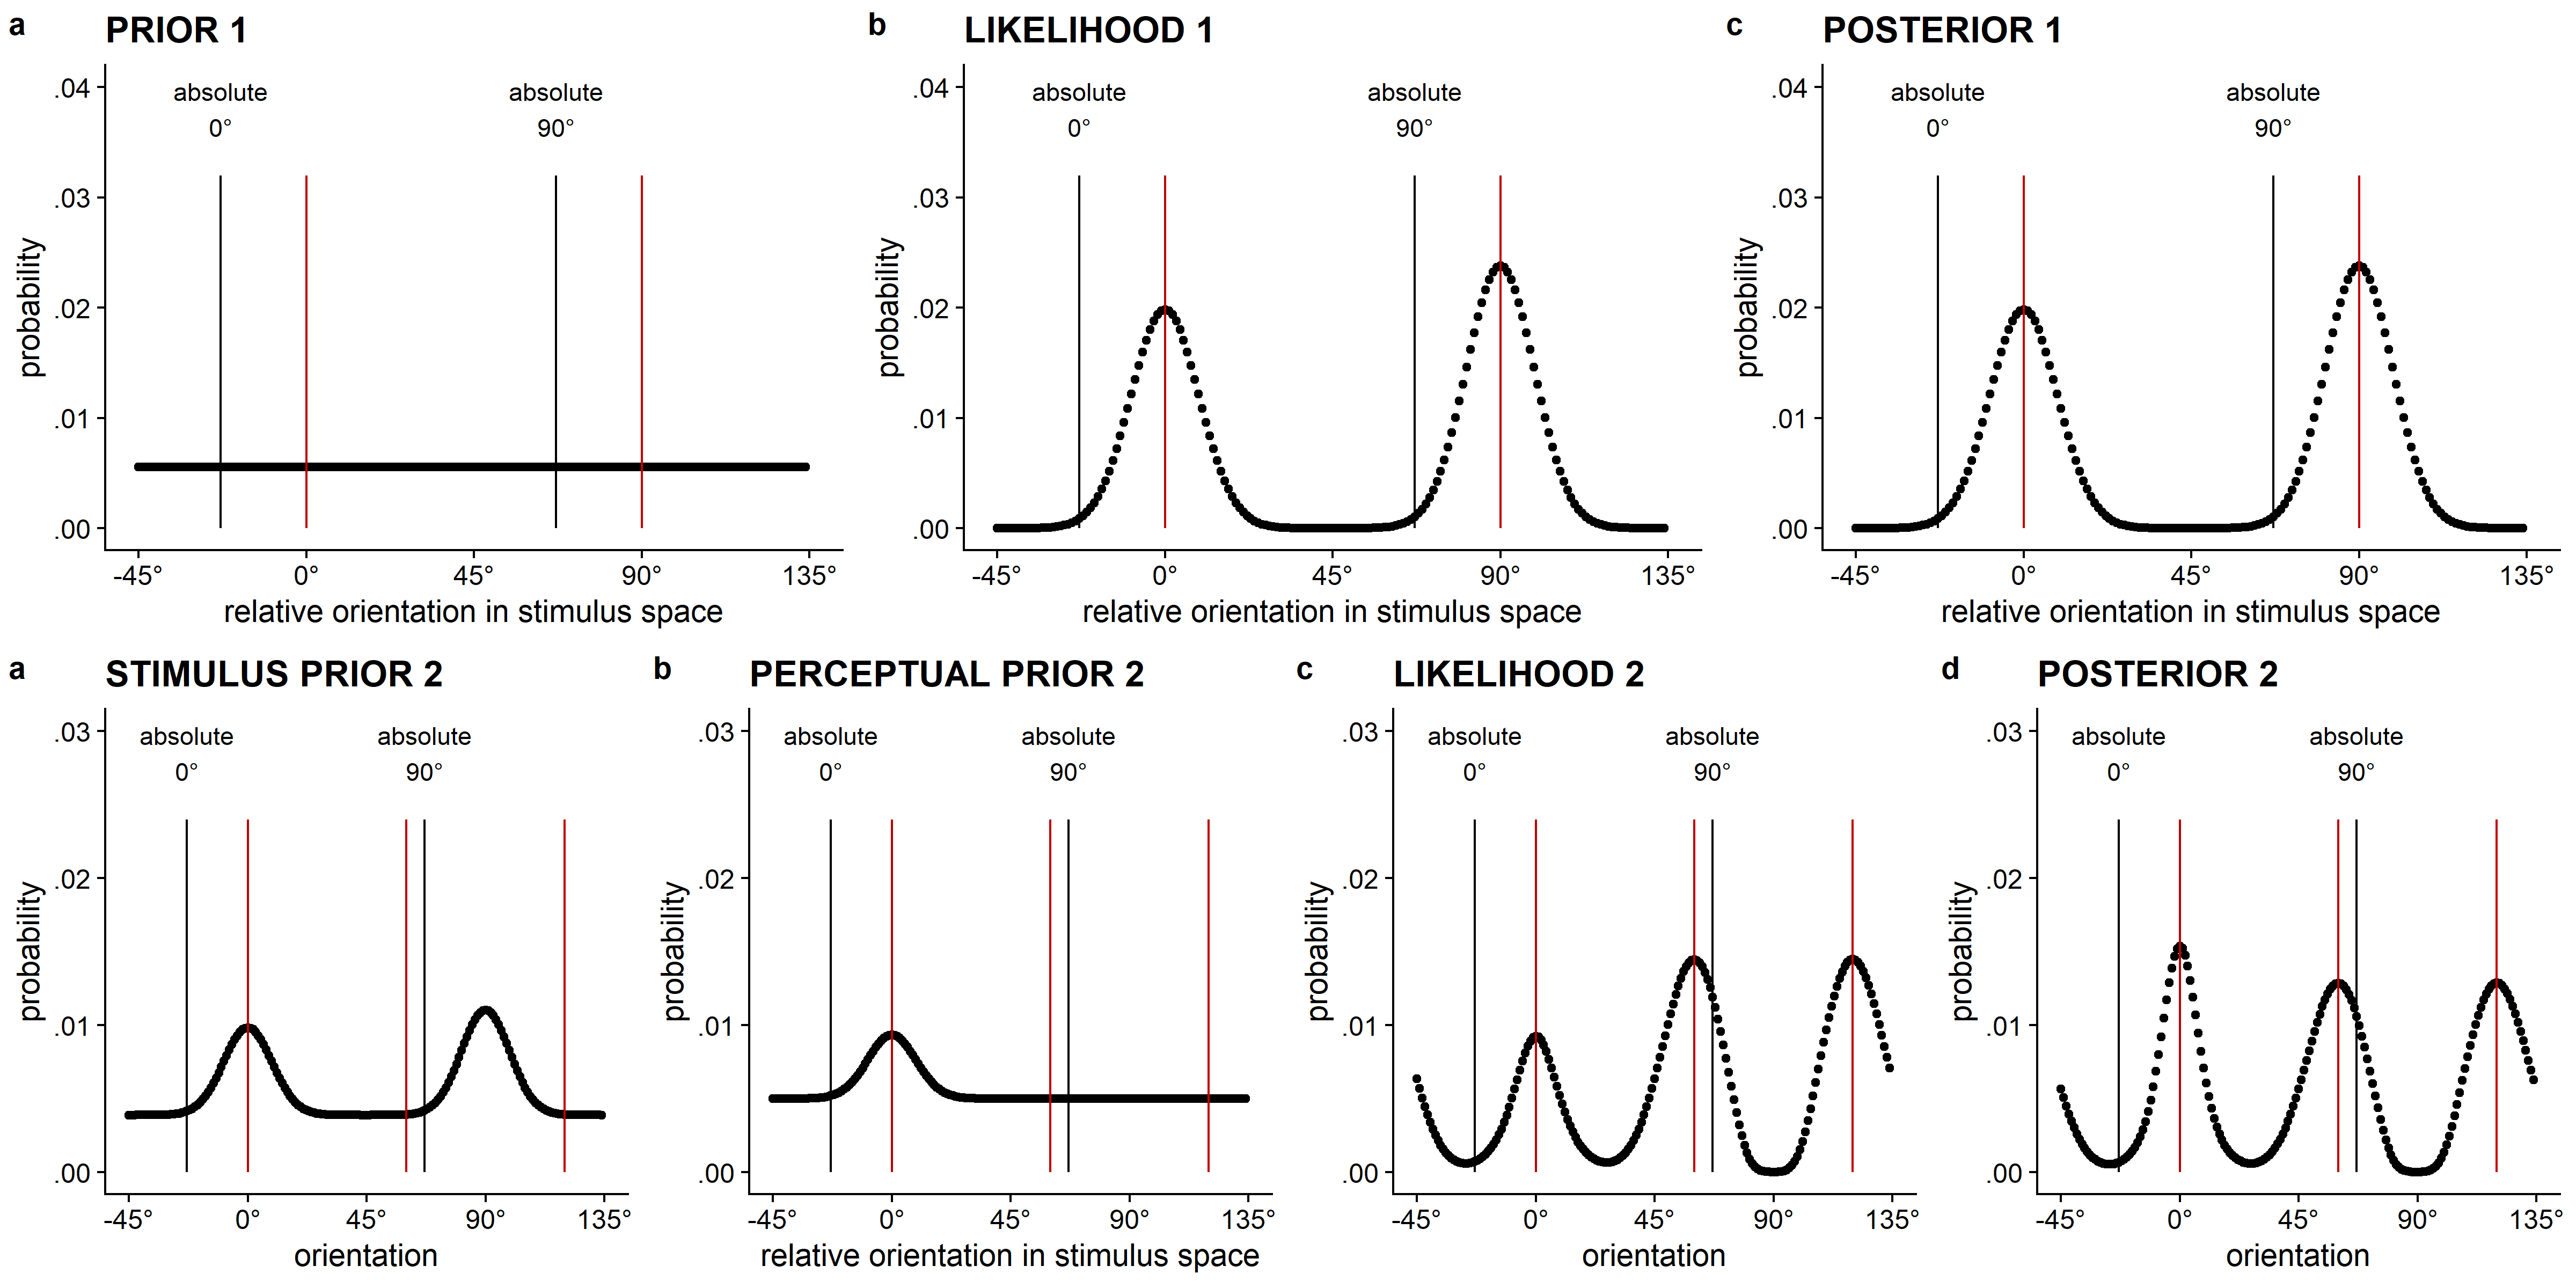 a PRIOR 1
absolute absolute
0° 90°
.04
.03
.02
.01
.00
probability
-45° 0° 45° 90° 135°
relative orientation in stimulus space
b LIKELIHOOD 1
absolute absolute
0° 90°
.04
.03
.02
.01
.00
probability
-45° 0° 45° 90° 135°
relative orientation in stimulus space
c POSTERIOR 1
absolute absolute
0° 90°
.04
.03
.02
.01
.00
probability
-45° 0° 45° 90° 135°
relative orientation in stimulus space
a STIMULUS PRIOR 2
absolute absolute
0° 90°
.03
.02
.01
.00
probability
-45° 0° 45° 90° 135°
orientation
b PERCEPTUAL PRIOR 2
absolute absolute
0° 90°
.03
.02
.01
.00
probability
-45° 0° 45° 90° 135°
relative orientation in stimulus space
c LIKELIHOOD 2
absolute absolute
0° 90°
.03
.02
.01
.00
probability
-45° 0° 45° 90° 135°
orientation
d POSTERIOR 2
absolute absolute
0° 90°
.03
.02
.01
.00
probability
-45° 0° 45° 90° 135°
orientation